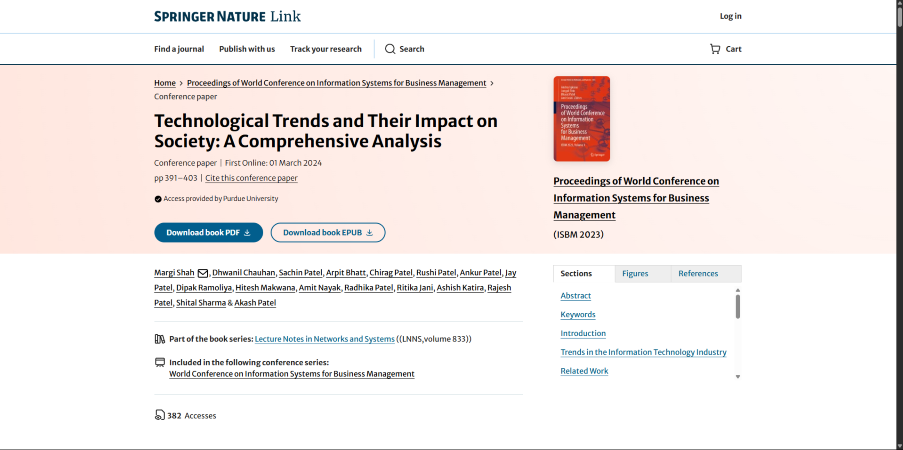 SPRINGER NATURE Link
Log in
Find a journal Publish with us Track your research Search Cart
Home > Proceedings of World Conference on Information Systems for Business Management >
Conference paper
Technological Trends and Their Impact on
Society: A Comprehensive Analysis
Conference paper | First Online: 01 March 2024
pp 391–403 | Cite this conference paper
Access provided by Purdue University
Download book PDF Download book EPUB
Proceedings
of World Conference
on Information
Systems
for Business
Management
Springer
Proceedings of World Conference on
Information Systems for Business
Management
(ISBM 2023)
Margi Shah, Dhwanil Chauhan, Sachin Patel, Arpit Bhatt, Chirag Patel, Rushi Patel, Ankur Patel, Jay
Patel, Dipak Ramoliya, Hitesh Makwana, Amit Nayak, Radhika Patel, Ritika Jani, Ashish Katira, Rajesh
Patel, Shital Sharma & Akash Patel
Part of the book series: Lecture Notes in Networks and Systems ((LNNS,volume 833))
Included in the following conference series:
World Conference on Information Systems for Business Management
382 Accesses
Sections Figures References
Abstract
Keywords
Introduction
Trends in the Information Technology Industry
Related Work